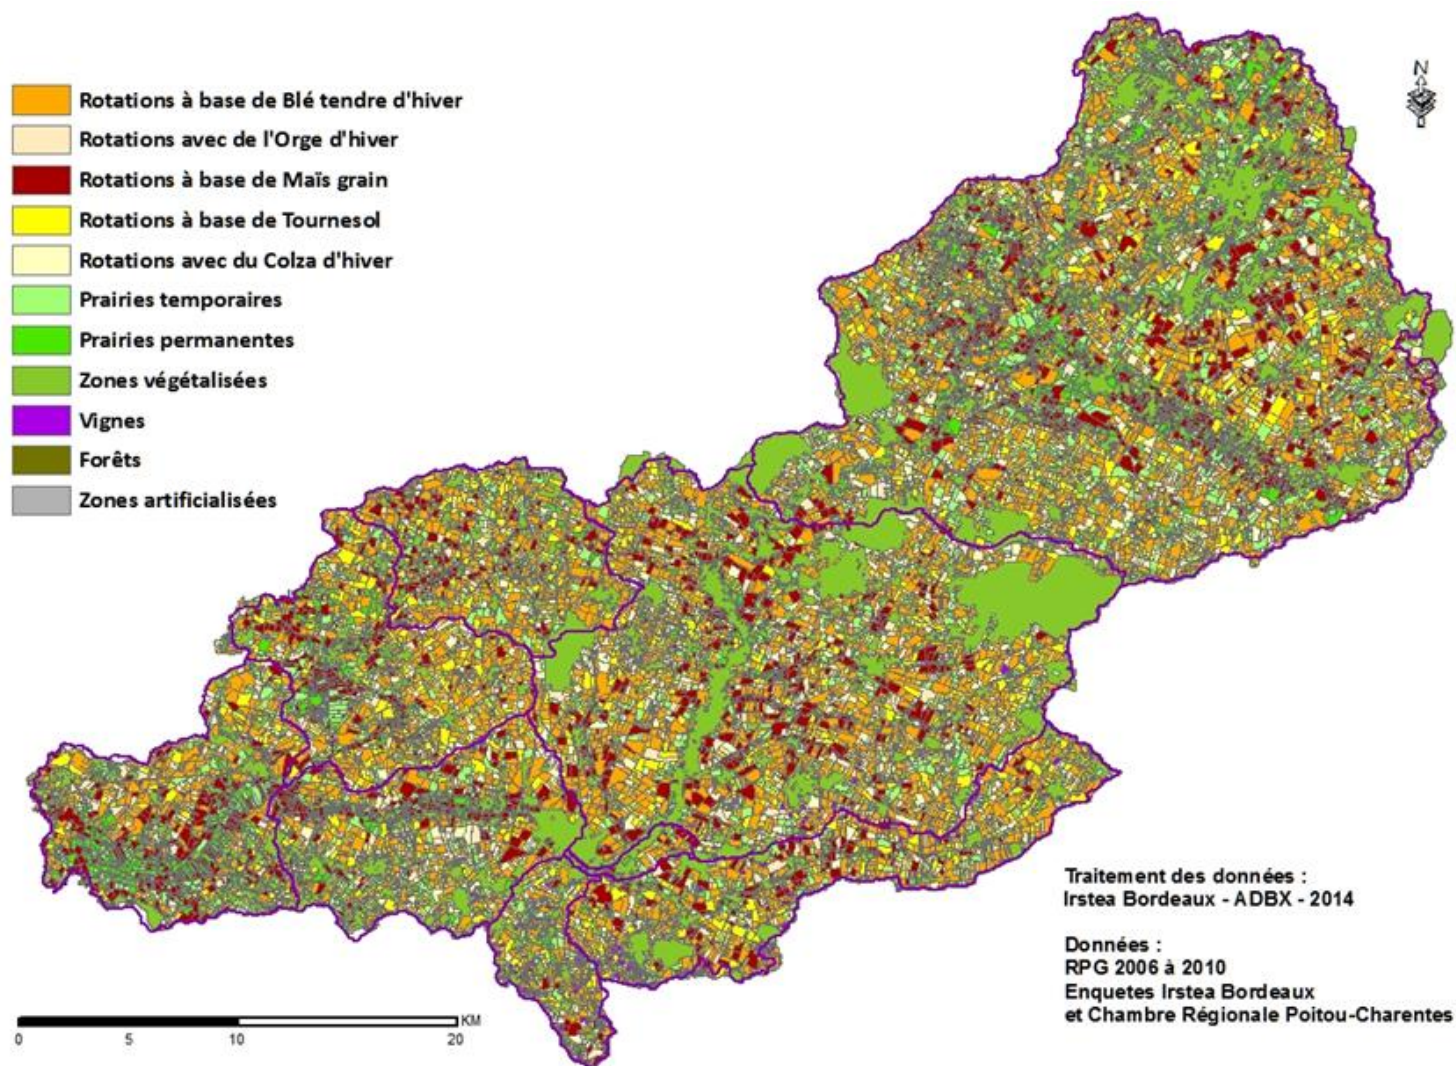 N
Rotations à base de Blé tendre d'hiver
Rotations avec de l'Orge d'hiver
Rotations à base de Maïs grain
Rotations à base de Tournesol
Rotations avec du Colza d'hiver
Prairies temporaires
Prairies permanentes
Zones végétalisées
Vignes
Forêts
Zones artificialisées
Traitement des données :
Irstea Bordeaux - ADBX - 2014
Données :
RPG 2006 à 2010
Enquetes Irstea Bordeaux
et Chambre Régionale Poitou-Charentes
KM
0 5 10 20